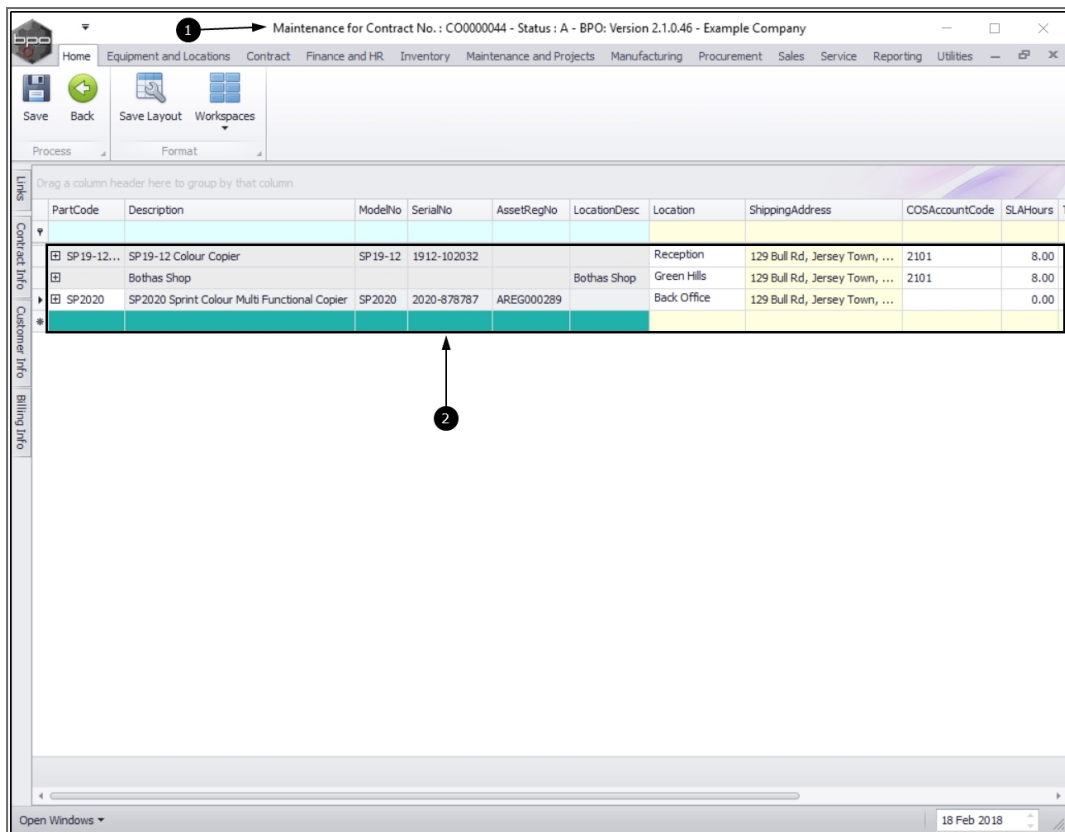 1
Maintenance for Contract No. : CO0000044 - Status : A - BPO: Version 2.1.0.46 - Example Company
bpo
Home Equipment and Locations Contract Finance and HR Inventory Maintenance and Projects Manufacturing Procurement Sales Service Reporting Utilities
Save Back Save Layout Workspaces
Process Format
Links
Contract Info
Customer Info
Billing Info
Drag a column header here to group by that column
PartCode Description ModelNo SerialNo AssetRegNo LocationDesc Location ShippingAddress COSAccountCode SLAHours
SP19-12... SP19-12 Colour Copier SP19-12 1912-102032 Reception 129 Bull Rd, Jersey Town, ... 2101 8.00
Bothas Shop Bothas Shop Green Hills 129 Bull Rd, Jersey Town, ... 2101 8.00
SP2020 SP2020 Sprint Colour Multi Functional Copier SP2020 2020-878787 AREG000289 Back Office 129 Bull Rd, Jersey Town, ... 0.00
2
Open Windows 18 Feb 2018